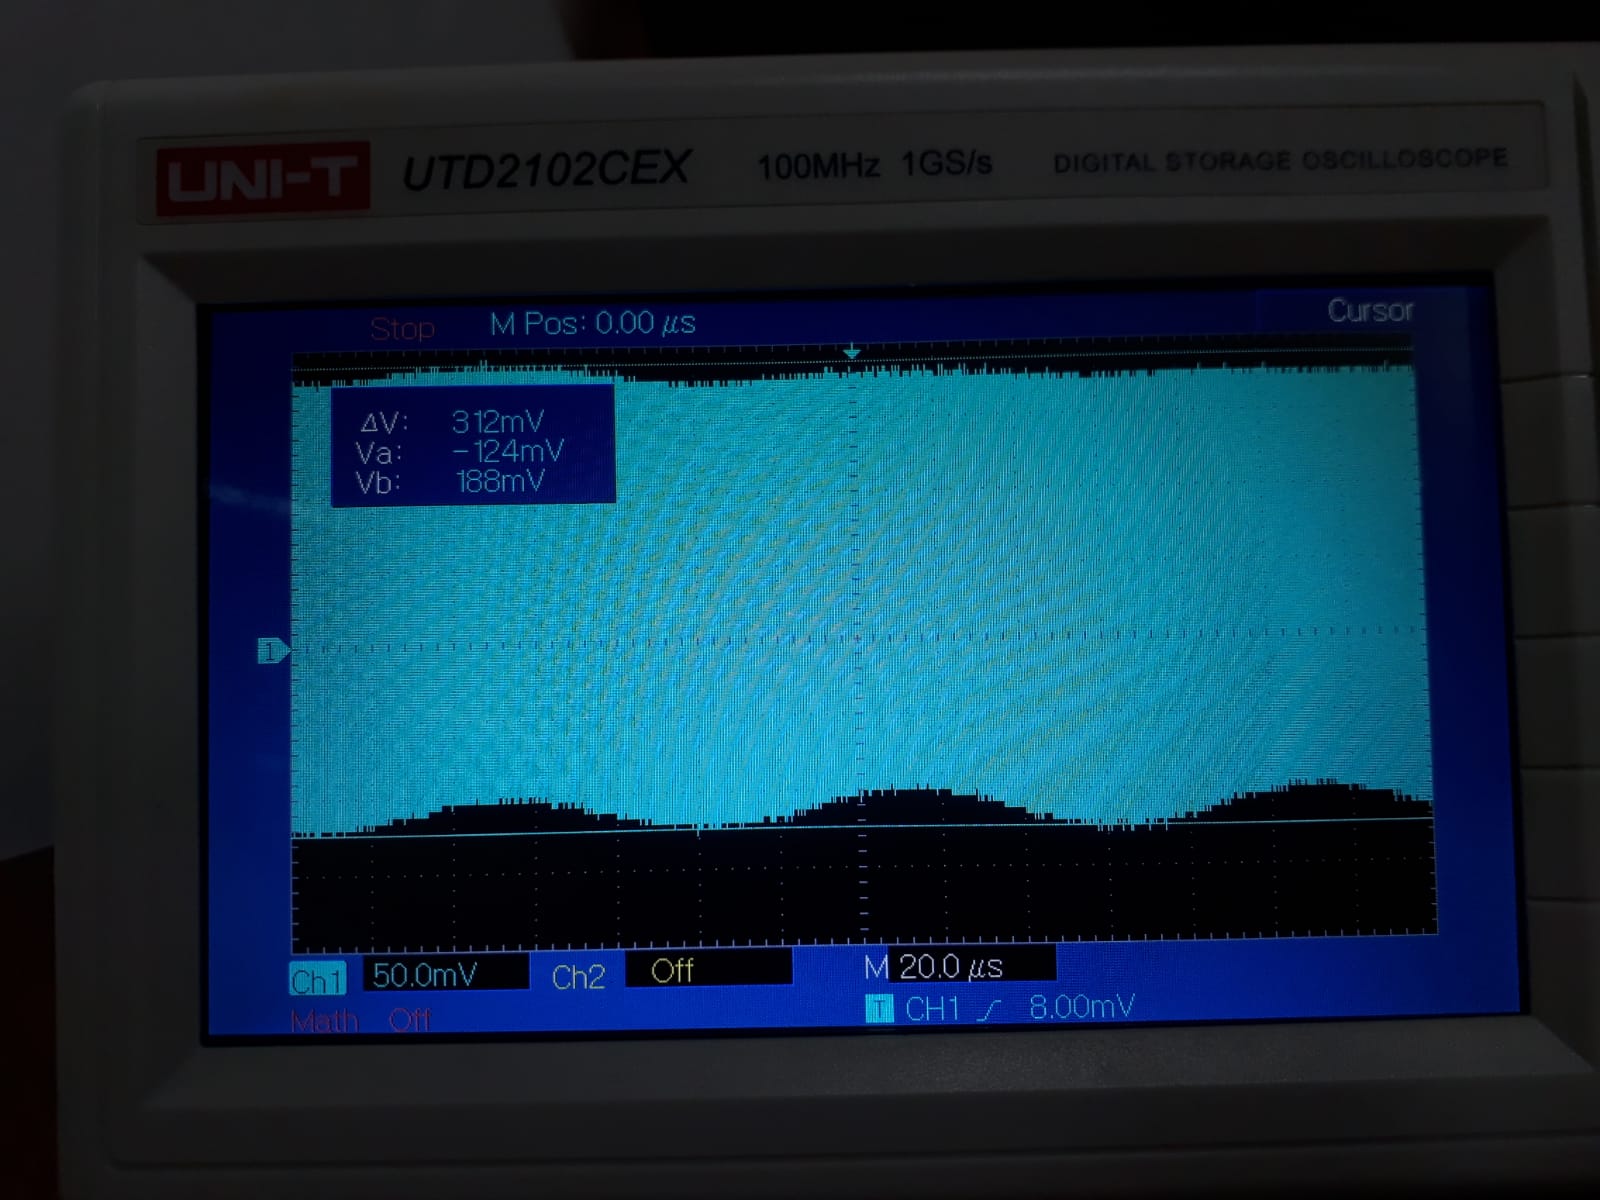 UNI-T UTD2102CEX 100MHz 1GS/s DIGITAL STORAGE OSCILLOSCOPE
Stop M Pos: 0.00 μs Cursor
ΔV: 312mV
Va: -124mV
Vb: 188mV
1
Ch1 50.0mV Ch2 Off M 20.0 μs
Math Off T CH1 8.00mV